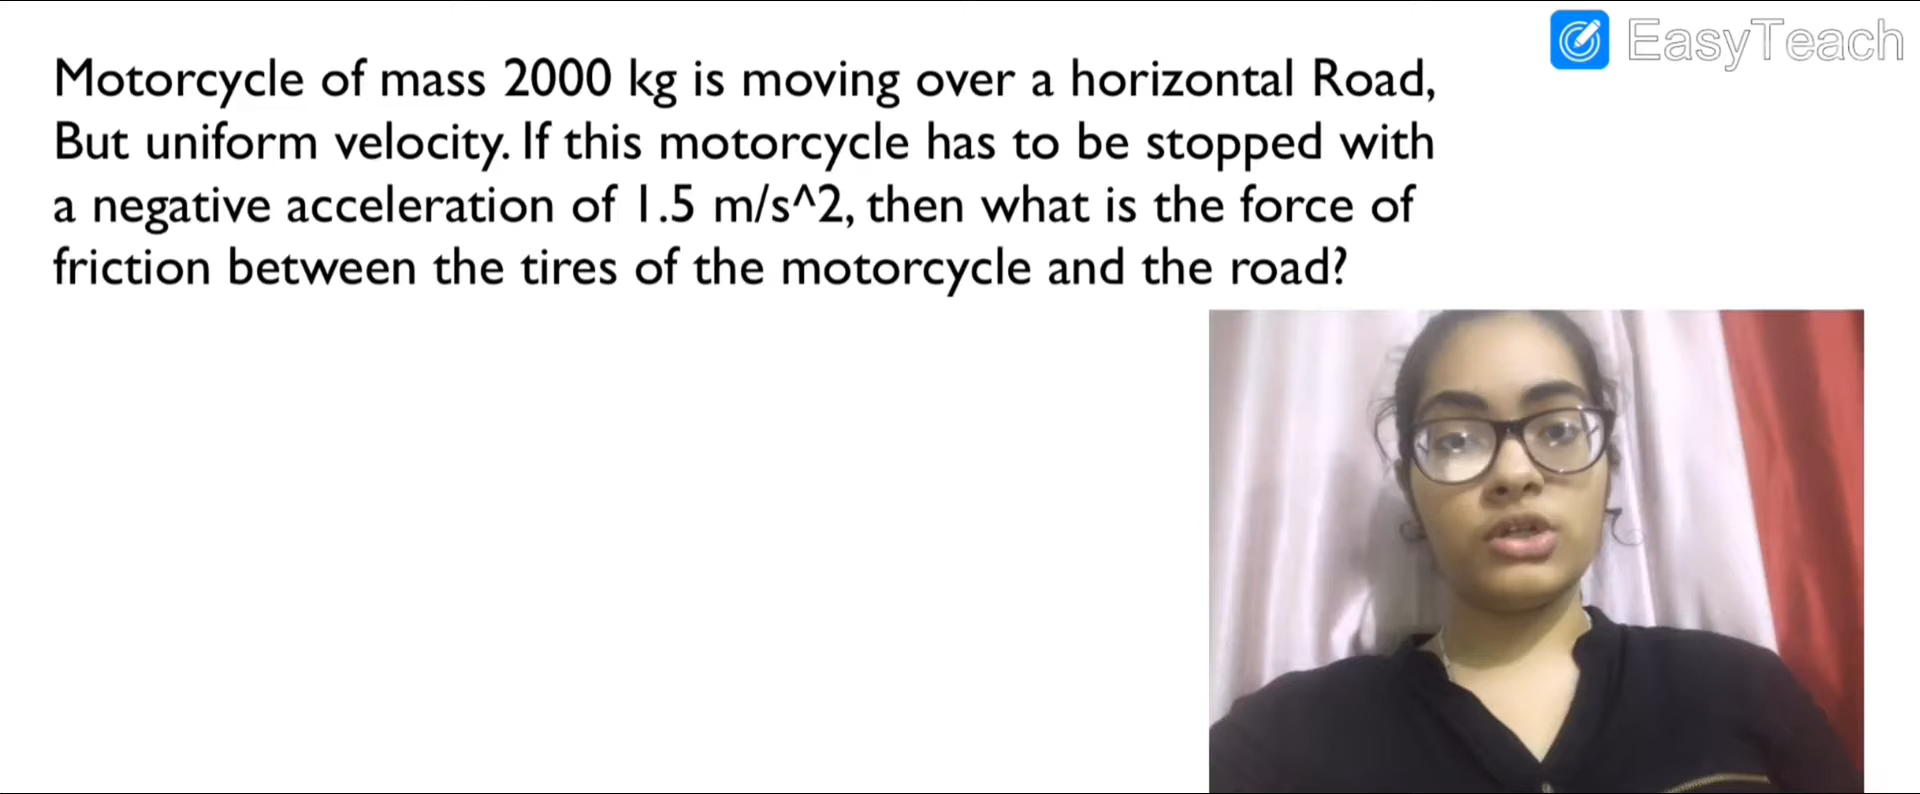 EasyTeach
Motorcycle of mass 2000 kg is moving over a horizontal Road,
But uniform velocity. If this motorcycle has to be stopped with
a negative acceleration of 1.5 m/s^2, then what is the force of
friction between the tires of the motorcycle and the road?